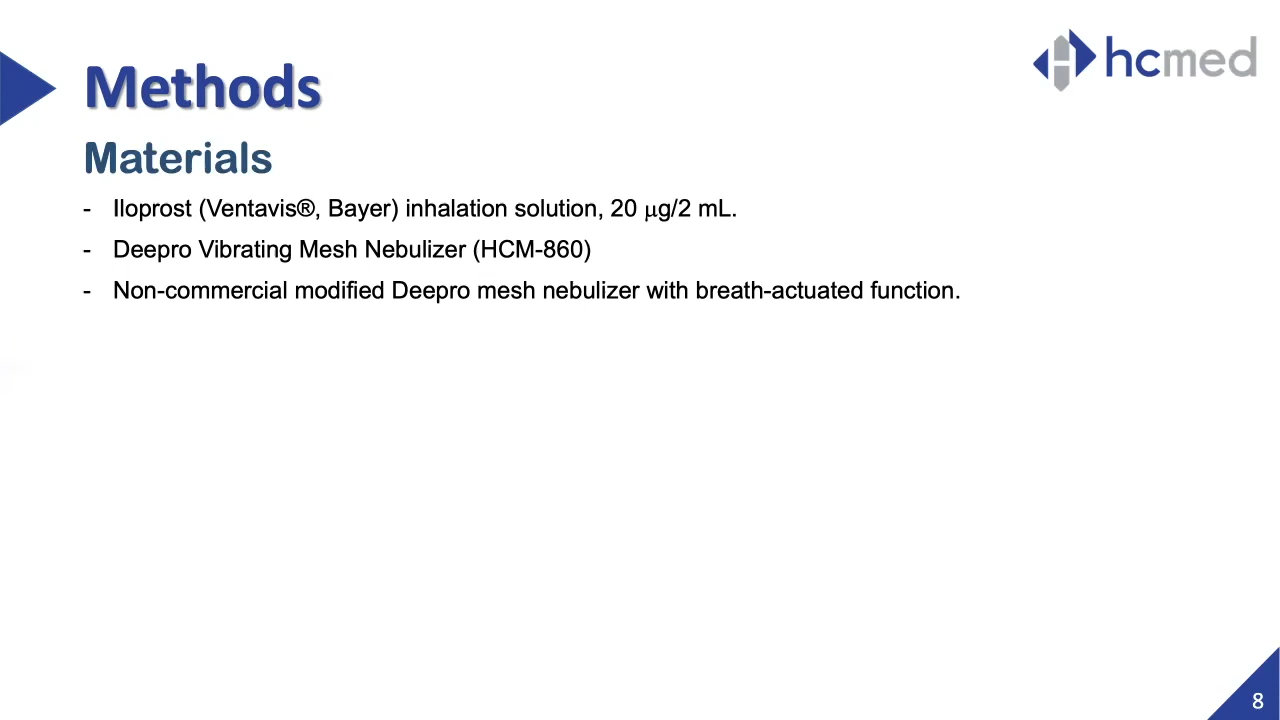 hcmed
Methods
Materials
- Iloprost (Ventavis®, Bayer) inhalation solution, 20 µg/2 mL.
- Deepro Vibrating Mesh Nebulizer (HCM-860)
- Non-commercial modified Deepro mesh nebulizer with breath-actuated function.
8